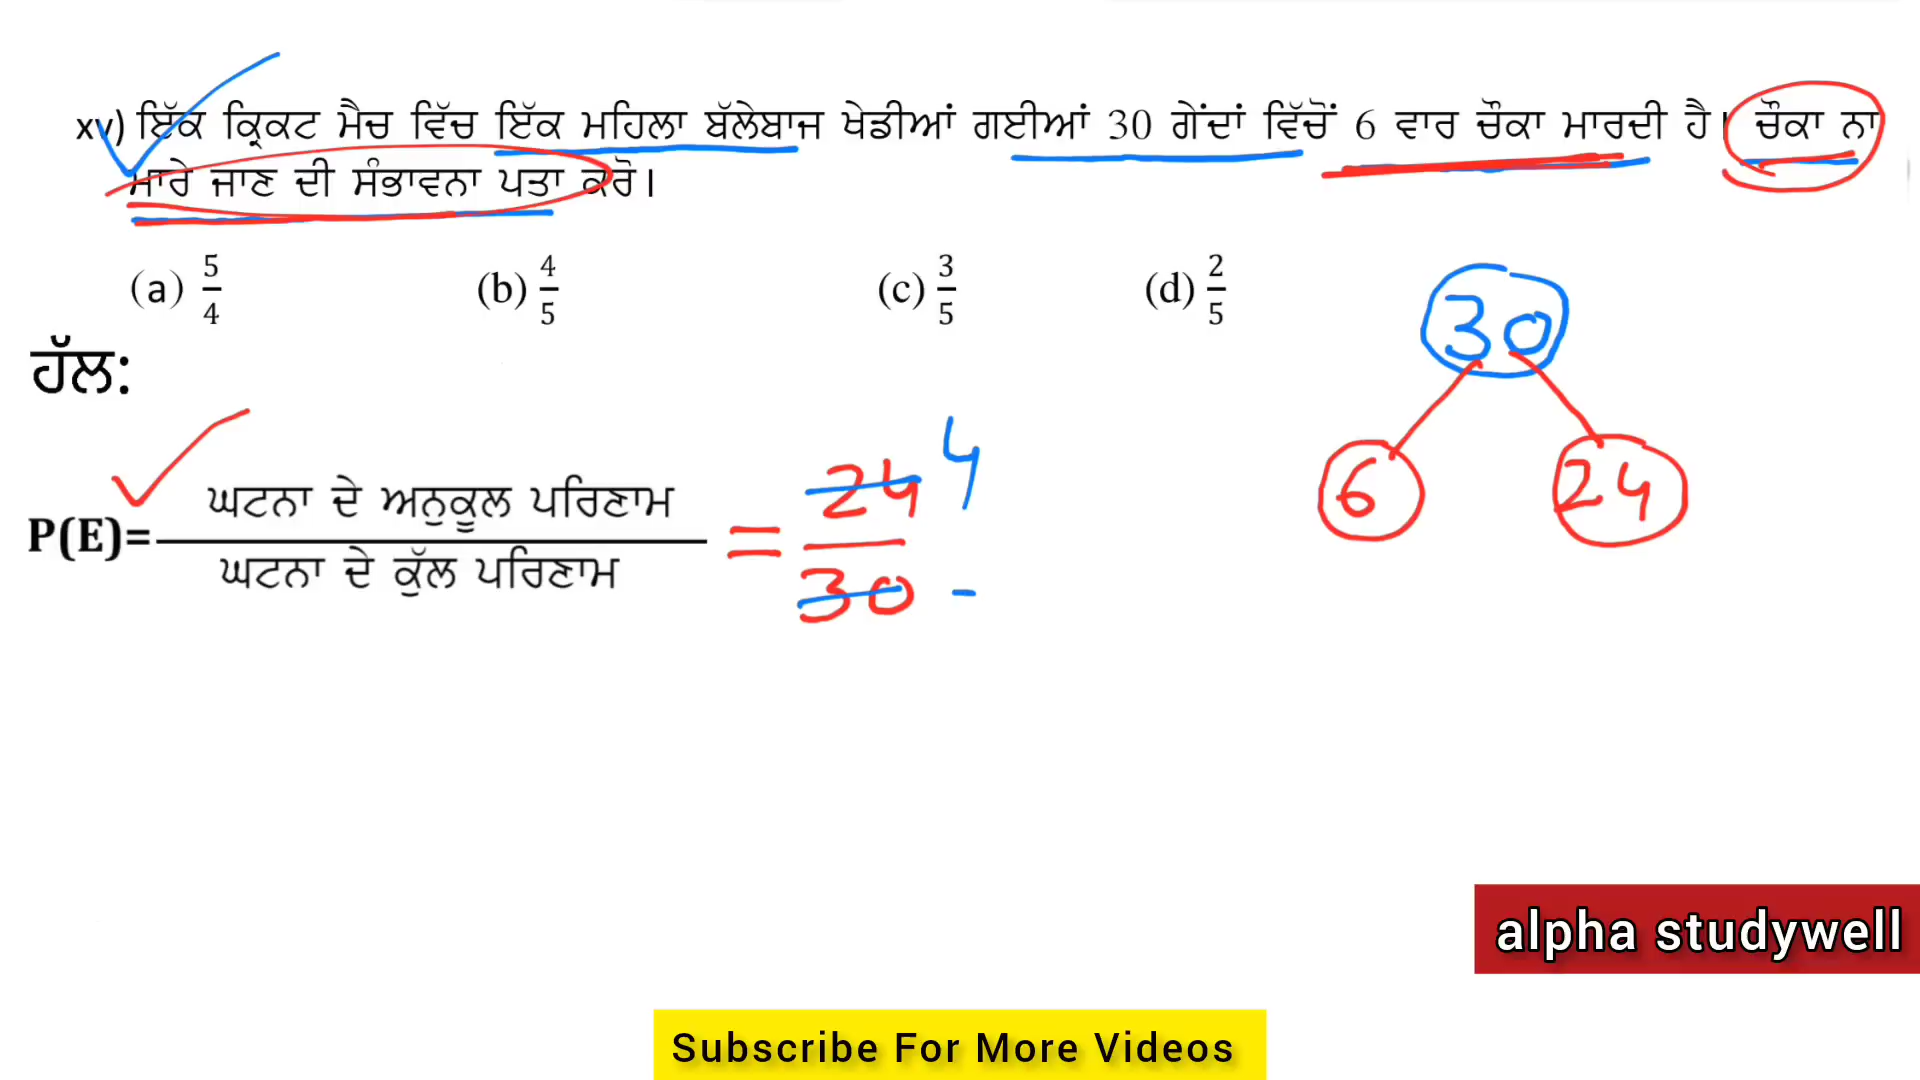 xv) ਇੱਕ ਕ੍ਰਿਕਟ ਮੈਚ ਵਿੱਚ ਇੱਕ ਮਹਿਲਾ ਬੱਲੇਬਾਜ ਖੇਡੀਆਂ ਗਈਆਂ 30 ਗੇਂਦਾਂ ਵਿੱਚੋਂ 6 ਵਾਰ ਚੌਕਾ ਮਾਰਦੀ ਹੈ। ਚੌਕਾ ਨਾ
ਮਾਰੇ ਜਾਣ ਦੀ ਸੰਭਾਵਨਾ ਪਤਾ ਕਰੋ।
(a) 5/4 (b) 4/5 (c) 3/5 (d) 2/5
30
ਹੱਲ:
6 24
P(E)= ਘਟਨਾ ਦੇ ਅਨੁਕੂਲ ਪਰਿਣਾਮ / ਘਟਨਾ ਦੇ ਕੁੱਲ ਪਰਿਣਾਮ = 24/30 4
alpha studywell
Subscribe For More Videos